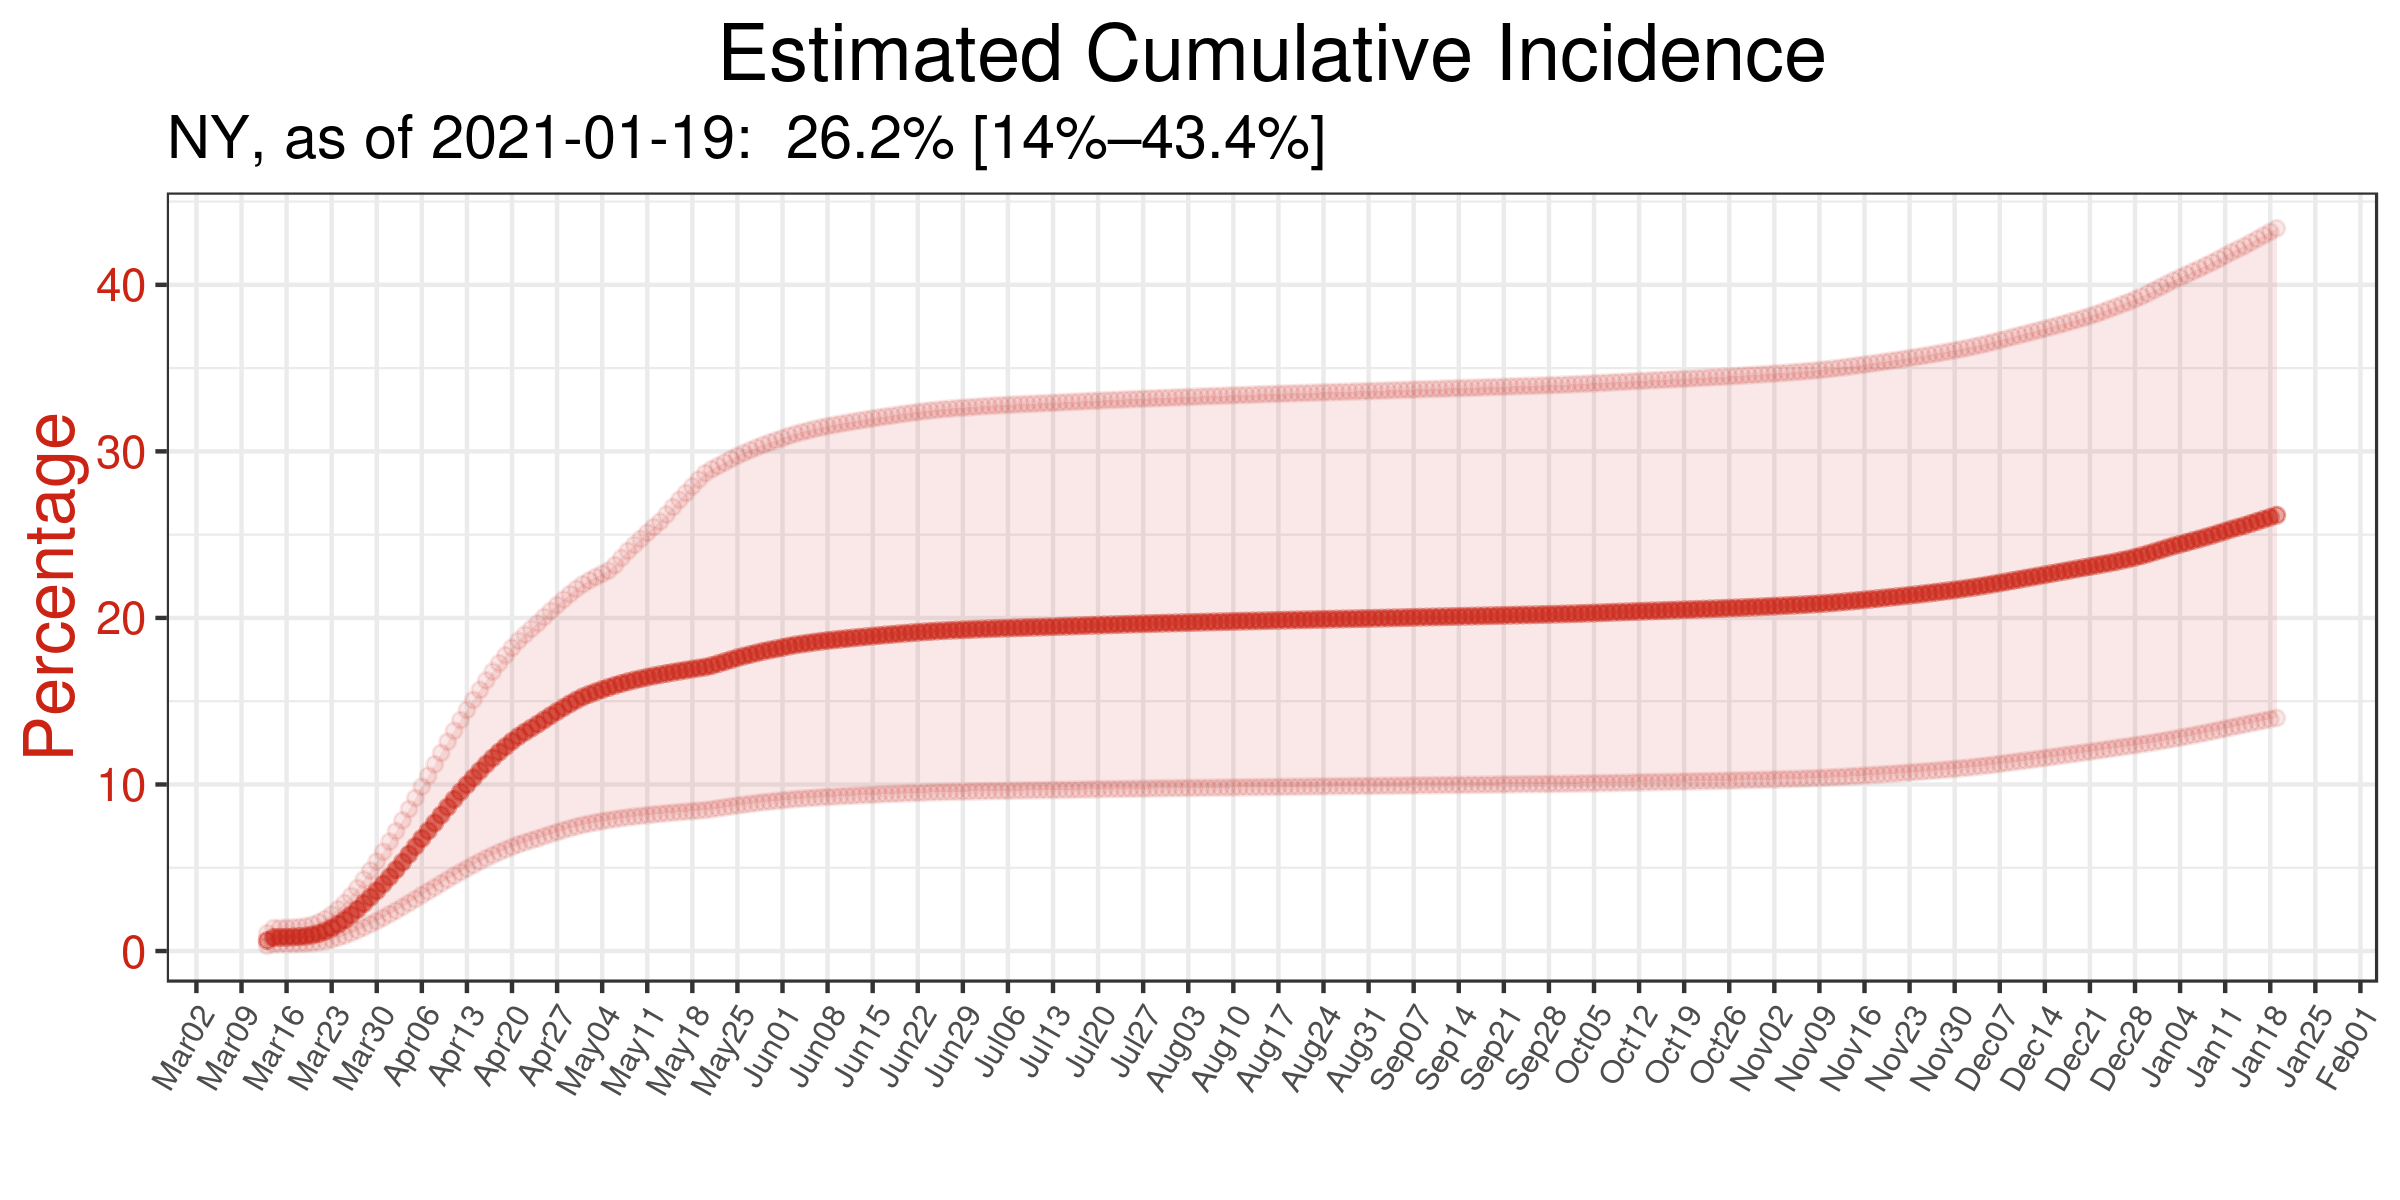 Estimated Cumulative Incidence
NY, as of 2021-01-19:  26.2% [14%–43.4%]
Percentage
40
30
20
10
0
Mar02
Mar09
Mar16
Mar23
Mar30
Apr06
Apr13
Apr20
Apr27
May04
May11
May18
May25
Jun01
Jun08
Jun15
Jun22
Jun29
Jul06
Jul13
Jul20
Jul27
Aug03
Aug10
Aug17
Aug24
Aug31
Sep07
Sep14
Sep21
Sep28
Oct05
Oct12
Oct19
Oct26
Nov02
Nov09
Nov16
Nov23
Nov30
Dec07
Dec14
Dec21
Dec28
Jan04
Jan11
Jan18
Jan25
Feb01